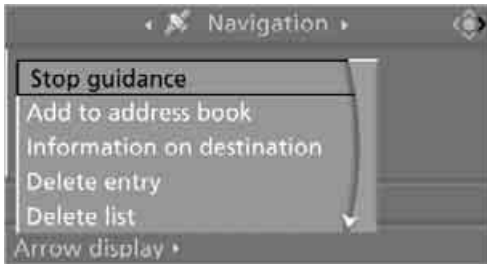 Navigation
Stop guidance
Add to address book
Information on destination
Delete entry
Delete list
Arrow display